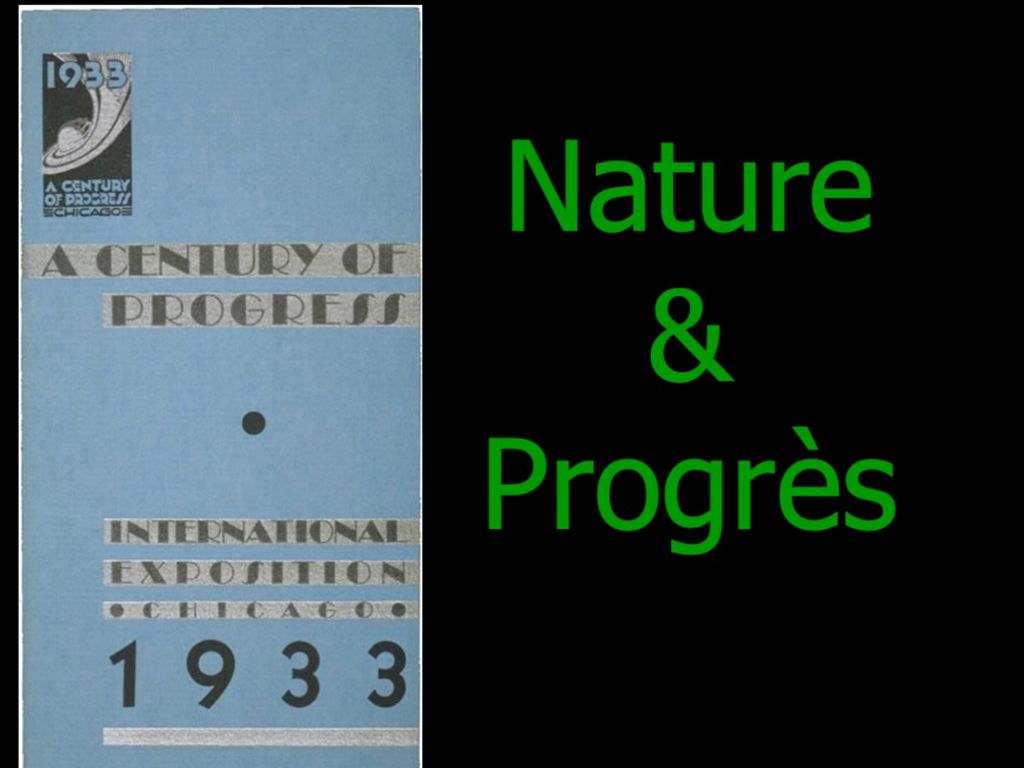 1933
A CENTURY
OF PROGRESS
CHICAGO
A CENTURY OF
PROGRESS
INTERNATIONAL
EXPOSITION
• CHICAGO •
1933
Nature
&
Progrès